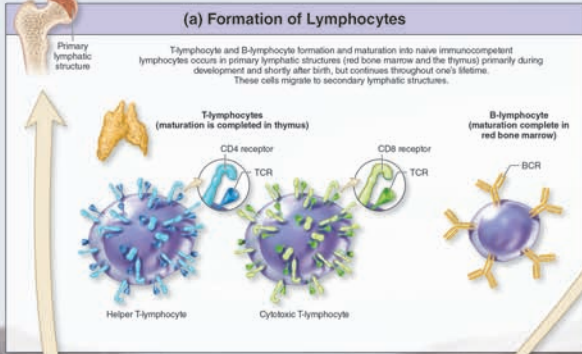 (a) Formation of Lymphocytes
Primary
lymphatic
structure
T-lymphocyte and B-lymphocyte formation and maturation into naive immunocompetent
lymphocytes occurs in primary lymphatic structures (red bone marrow and the thymus) primarily during
development and shortly after birth, but continues throughout one's lifetime.
These cells migrate to secondary lymphatic structures.
T-lymphocytes
(maturation is completed in thymus)
B-lymphocyte
(maturation complete in
red bone marrow)
CD4 receptor
TCR
CD8 receptor
TCR
BCR
Helper T-lymphocyte
Cytotoxic T-lymphocyte